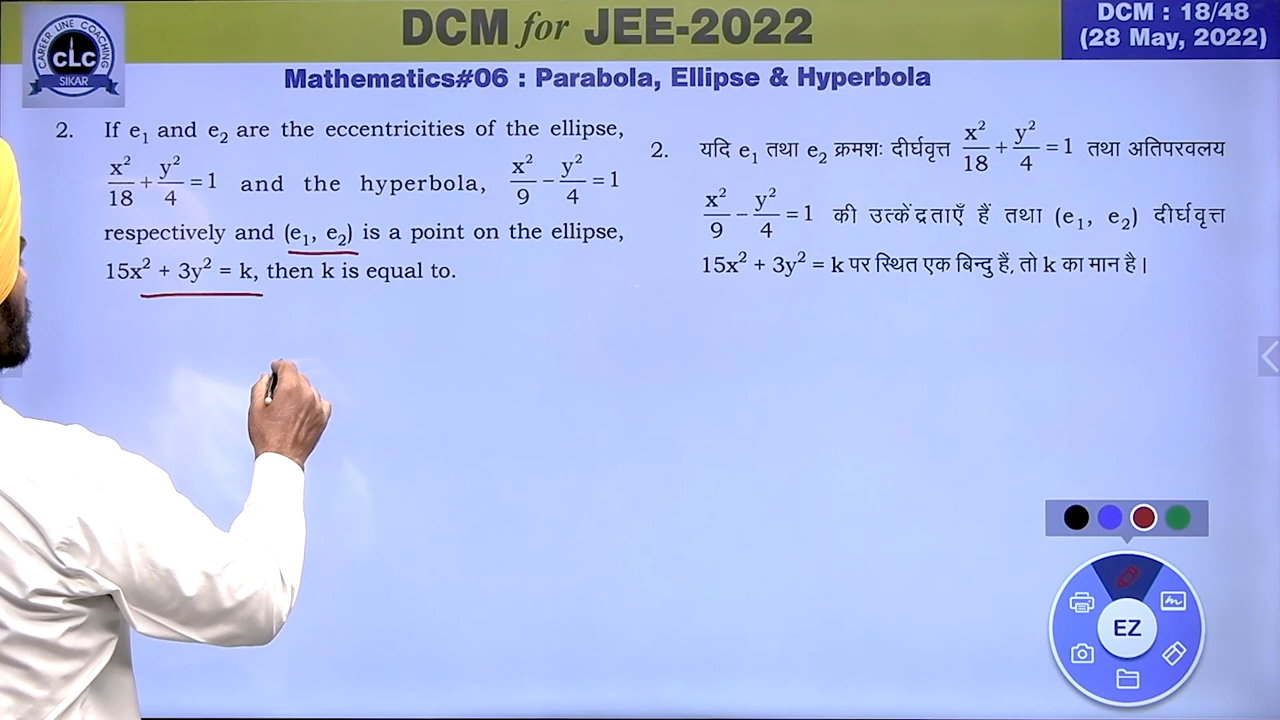 DCM for JEE-2022
DCM : 18/48
(28 May, 2022)
CAREER LINE COACHING
CLC
SIKAR
Mathematics#06 : Parabola, Ellipse & Hyperbola
2. If e₁ and e₂ are the eccentricities of the ellipse,
x²/18 + y²/4 = 1 and the hyperbola, x²/9 − y²/4 = 1
respectively and (e₁, e₂) is a point on the ellipse,
15x² + 3y² = k, then k is equal to.
2. यदि e₁ तथा e₂ क्रमशः दीर्घवृत्त x²/18 + y²/4 = 1 तथा अतिपरवलय
x²/9 − y²/4 = 1 की उत्केंद्रताएँ हैं तथा (e₁, e₂) दीर्घवृत्त
15x² + 3y² = k पर स्थित एक बिन्दु हैं, तो k का मान है।
EZ